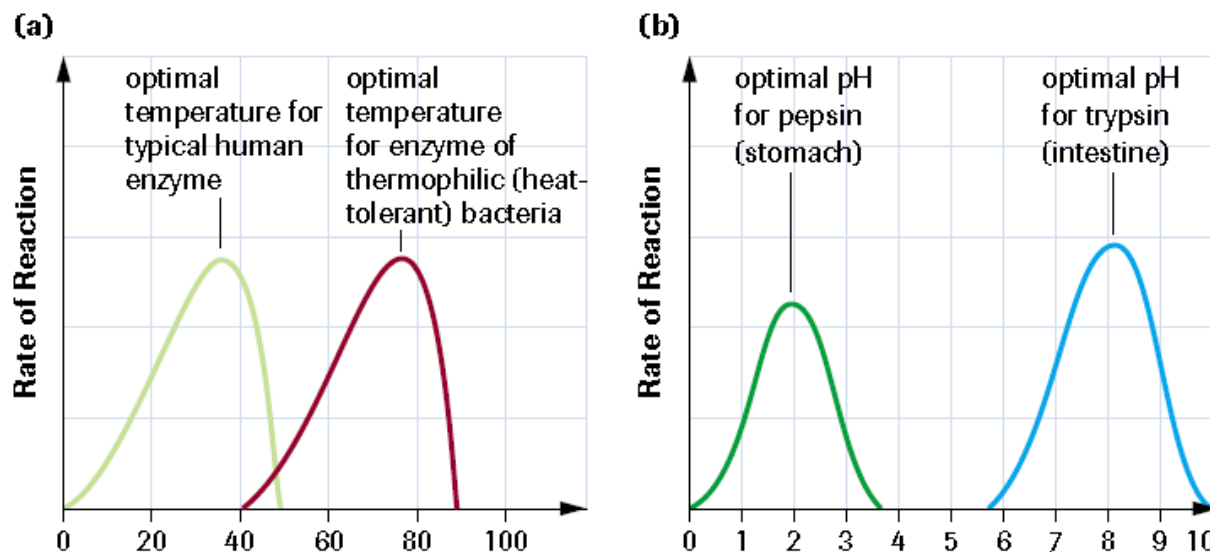 (a)
optimal
temperature for
typical human
enzyme
optimal
temperature
for enzyme of
thermophilic (heat-
tolerant) bacteria
Rate of Reaction
0 20 40 60 80 100
(b)
optimal pH
for pepsin
(stomach)
optimal pH
for trypsin
(intestine)
Rate of Reaction
0 1 2 3 4 5 6 7 8 9 10